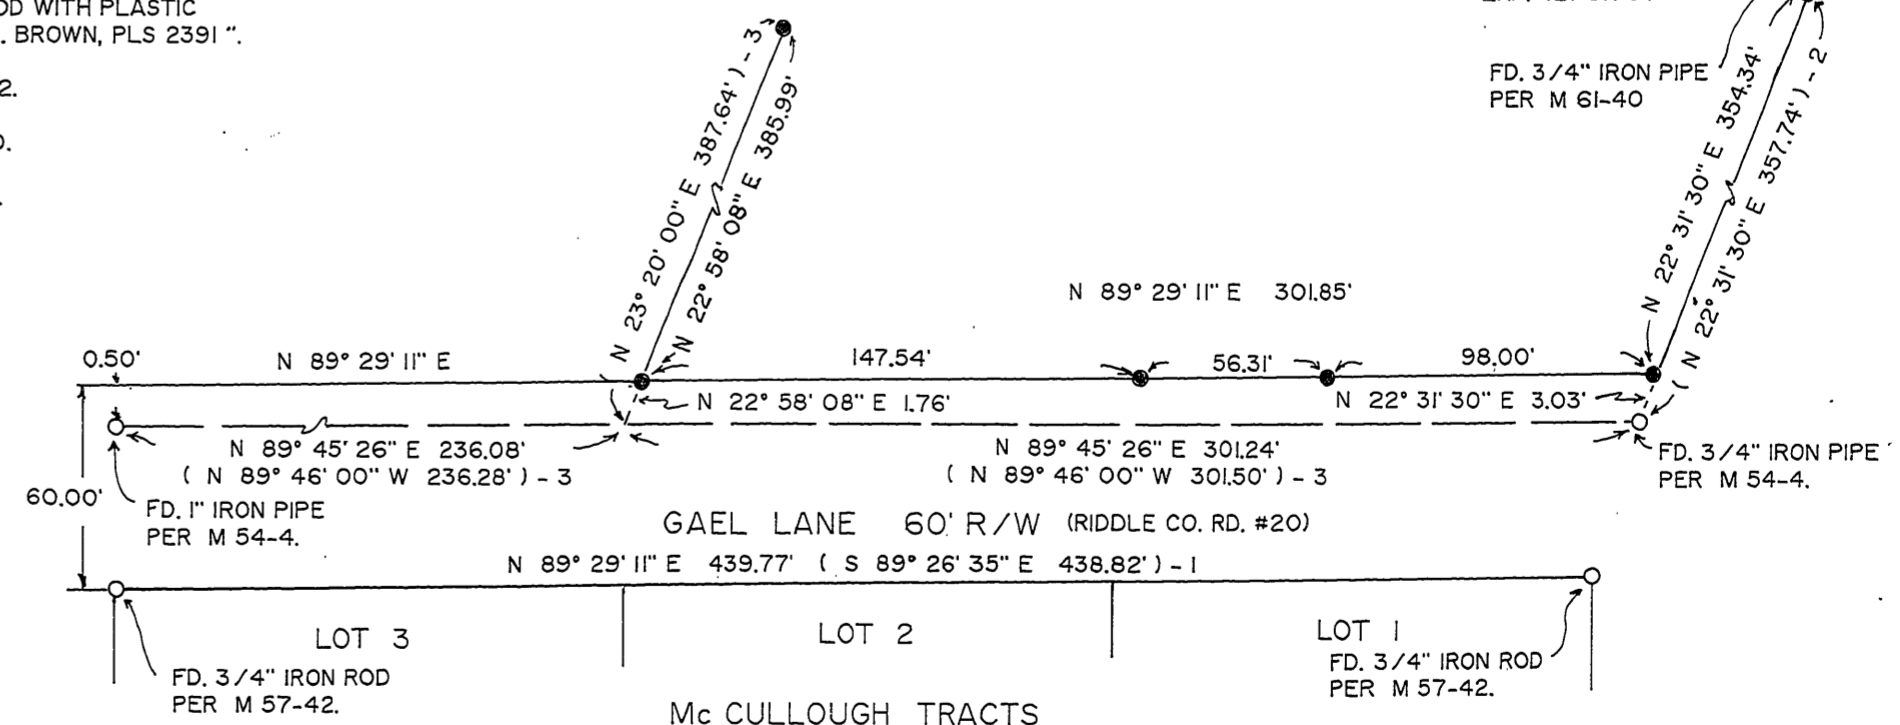 OD WITH PLASTIC
. BROWN, PLS 2391 ".
2.
FD. 3/4" IRON PIPE
PER M 61-40
N 23° 20' 00" E 387.64' ) - 3
N 22° 58' 08" E 385.99'
N 22° 31' 30" E 354.34'
( N 22° 31' 30" E 357.74' ) - 2
N 89° 29' 11" E 301.85'
0.50'
N 89° 29' 11" E
147.54'
56.31'
98.00'
N 22° 58' 08" E 1.76'
N 22° 31' 30" E 3.03'
N 89° 45' 26" E 236.08'
( N 89° 46' 00" W 236.28' ) - 3
N 89° 45' 26" E 301.24'
( N 89° 46' 00" W 301.50' ) - 3
FD. 3/4" IRON PIPE
PER M 54-4.
60.00'
FD. 1" IRON PIPE
PER M 54-4.
GAEL LANE 60' R/W (RIDDLE CO. RD. #20)
N 89° 29' 11" E 439.77' ( S 89° 26' 35" E 438.82' ) - 1
LOT 3
LOT 2
LOT 1
FD. 3/4" IRON ROD
PER M 57-42.
FD. 3/4" IRON ROD
PER M 57-42.
Mc CULLOUGH TRACTS